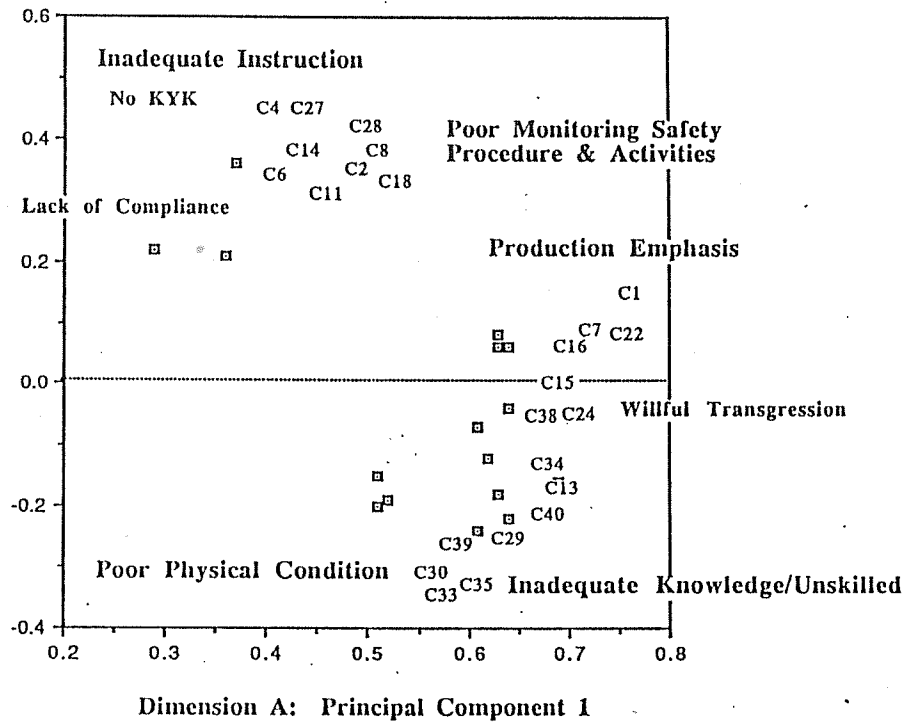 0.6
Inadequate Instruction
No KYK
C4 C27
C28
Poor Monitoring Safety
0.4
C14
C8
Procedure & Activities
C6
C2
C18
C11
Lack of Compliance
0.2
Production Emphasis
C1
C7
C22
C16
0.0
C15
C38 C24
Willful Transgression
C34
C13
-0.2
C40
C39
C29
Poor Physical Condition
C30
C35
Inadequate Knowledge/Unskilled
C33
-0.4
0.2 0.3 0.4 0.5 0.6 0.7 0.8
Dimension A: Principal Component 1